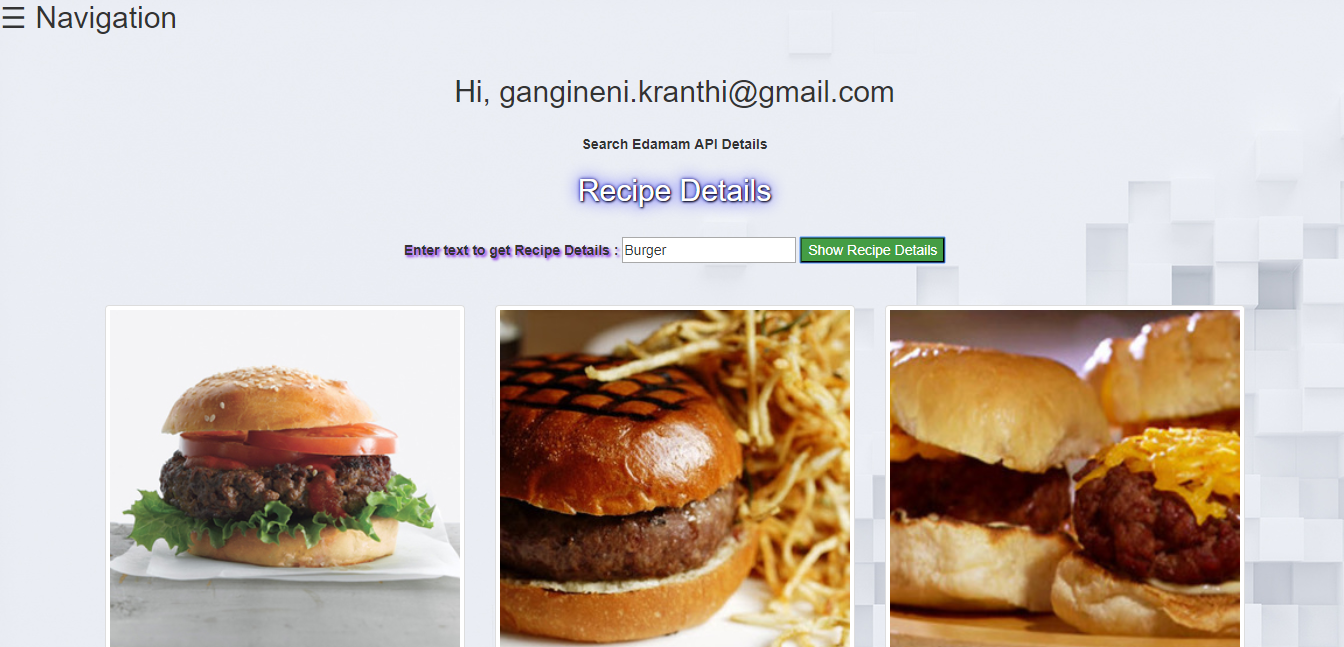 ☰ Navigation
Hi, gangineni.kranthi@gmail.com
Search Edamam API Details
Recipe Details
Enter text to get Recipe Details : Burger Show Recipe Details